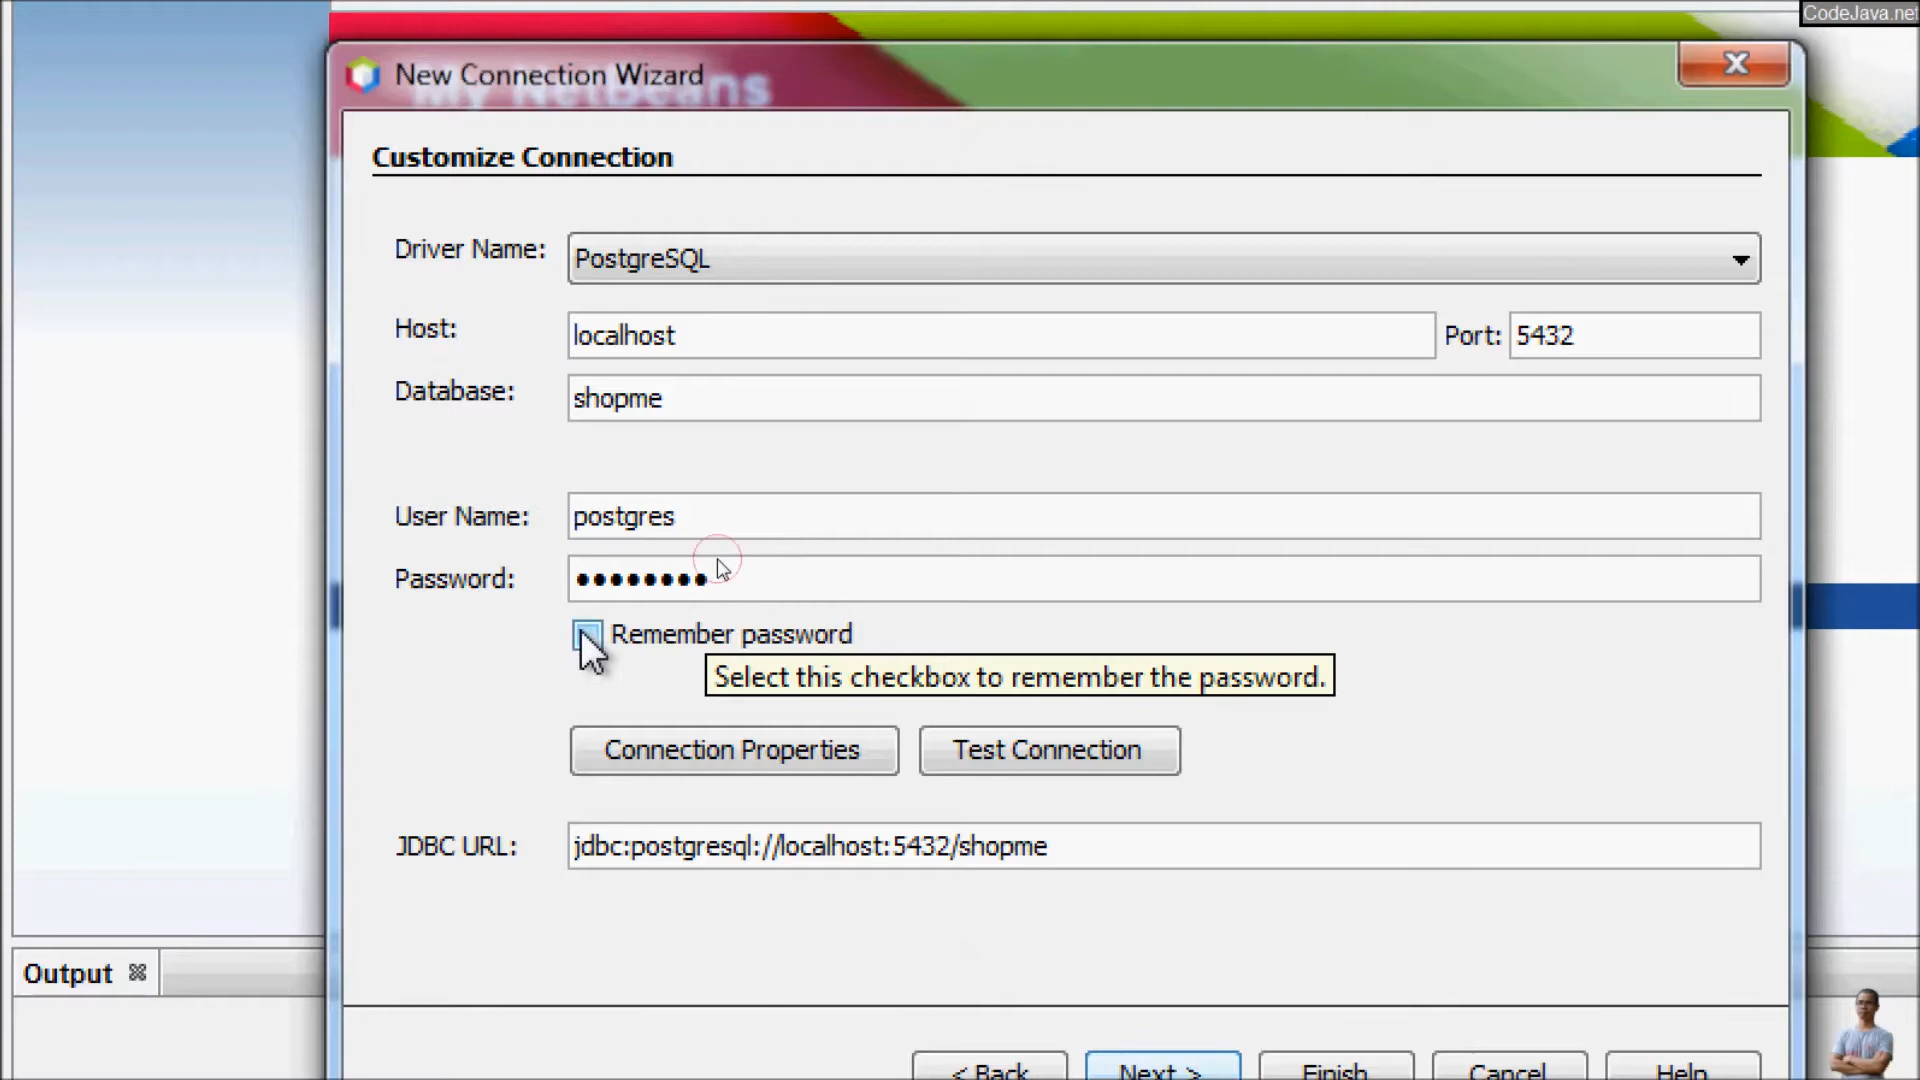 CodeJava.net
New Connection Wizard
My NetBeans
Customize Connection
Driver Name: PostgreSQL
Host: localhost Port: 5432
Database: shopme
User Name: postgres
Password: ••••••••
Remember password
Select this checkbox to remember the password.
Connection Properties Test Connection
JDBC URL: jdbc:postgresql://localhost:5432/shopme
Output
< Back Next > Finish Cancel Help